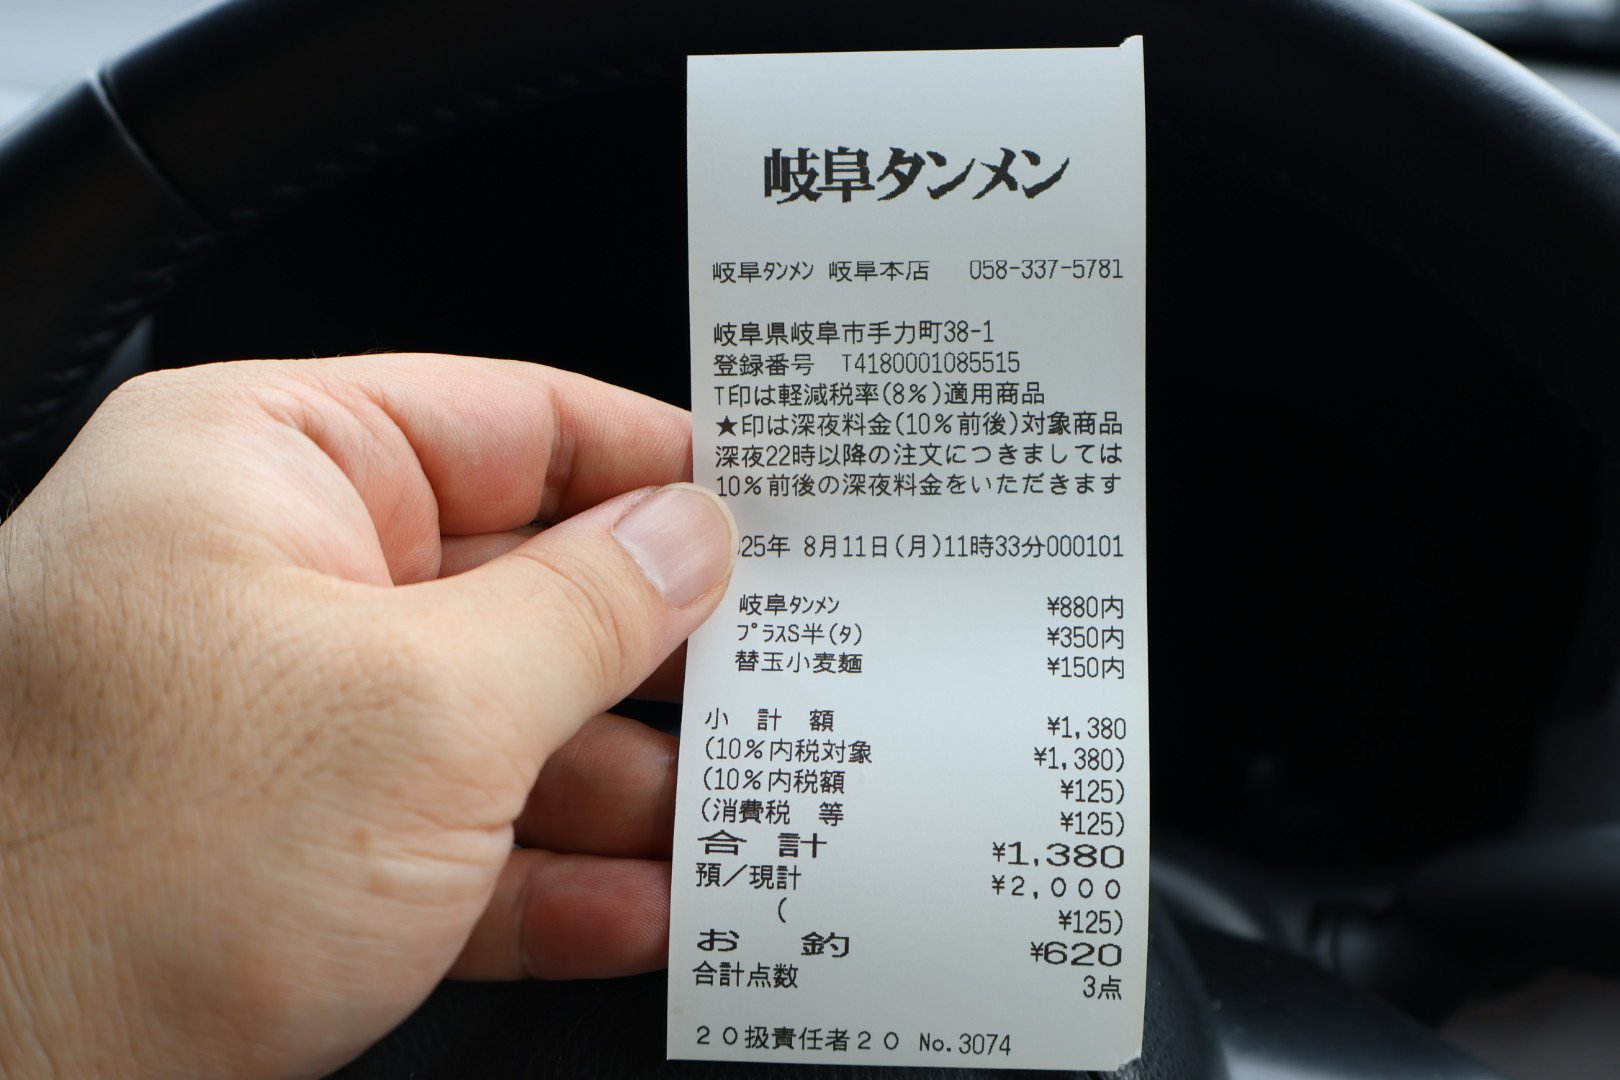 岐阜タンメン
岐阜ﾀﾝﾒﾝ 岐阜本店 058-337-5781
岐阜県岐阜市手力町38-1
登録番号 T4180001085515
T印は軽減税率(8%)適用商品
★印は深夜料金(10%前後)対象商品
深夜22時以降の注文につきましては
10%前後の深夜料金をいただきます
25年 8月11日(月)11時33分000101
岐阜ﾀﾝﾒﾝ ¥880内
ﾌﾟﾗｽS半(ﾀ) ¥350内
替玉小麦麺 ¥150内
小計額 ¥1,380
(10%内税対象 ¥1,380)
(10%内税額 ¥125)
(消費税 等 ¥125)
合計 ¥1,380
預/現計 ¥2,000
( ¥125)
お釣 ¥620
合計点数 3点
20扱責任者20 No.3074